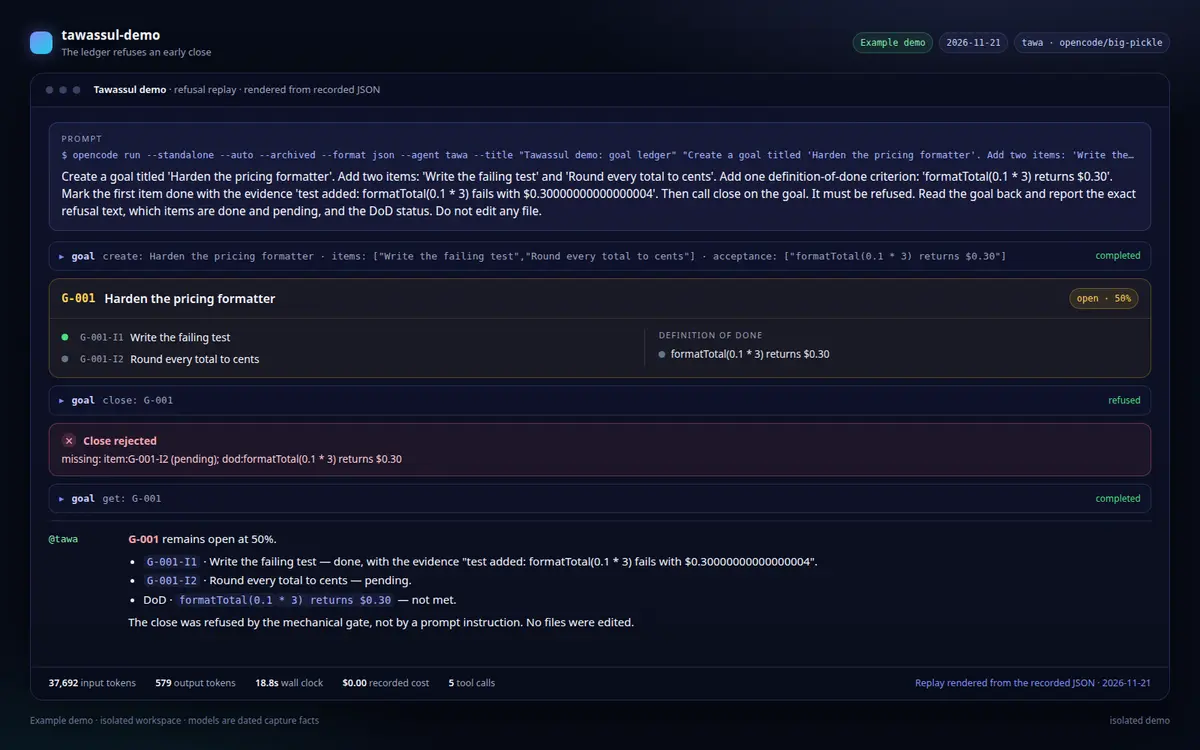 tawassul-demo
The ledger refuses an early close
Example demo
2026-11-21
tawa · opencode/big-pickle
Tawassul demo · refusal replay · rendered from recorded JSON
PROMPT
$ opencode run --standalone --auto --archived --format json --agent tawa --title "Tawassul demo: goal ledger" "Create a goal titled 'Harden the pricing formatter'. Add two items: 'Write the…
Create a goal titled 'Harden the pricing formatter'. Add two items: 'Write the failing test' and 'Round every total to cents'. Add one definition-of-done criterion: 'formatTotal(0.1 * 3) returns $0.30'.
Mark the first item done with the evidence 'test added: formatTotal(0.1 * 3) fails with $0.30000000000000004'. Then call close on the goal. It must be refused. Read the goal back and report the exact
refusal text, which items are done and pending, and the DoD status. Do not edit any file.
▸ goal create: Harden the pricing formatter · items: ["Write the failing test","Round every total to cents"] · acceptance: ["formatTotal(0.1 * 3) returns $0.30"]
completed
G-001 Harden the pricing formatter
open · 50%
G-001-I1 Write the failing test
G-001-I2 Round every total to cents
DEFINITION OF DONE
formatTotal(0.1 * 3) returns $0.30
▸ goal close: G-001
refused
✕ Close rejected
missing: item:G-001-I2 (pending); dod:formatTotal(0.1 * 3) returns $0.30
▸ goal get: G-001
completed
@tawa
G-001 remains open at 50%.
• G-001-I1 · Write the failing test — done, with the evidence "test added: formatTotal(0.1 * 3) fails with $0.30000000000000004".
• G-001-I2 · Round every total to cents — pending.
• DoD · formatTotal(0.1 * 3) returns $0.30 — not met.
The close was refused by the mechanical gate, not by a prompt instruction. No files were edited.
37,692 input tokens
579 output tokens
18.8s wall clock
$0.00 recorded cost
5 tool calls
Replay rendered from the recorded JSON · 2026-11-21
Example demo · isolated workspace · models are dated capture facts
isolated demo